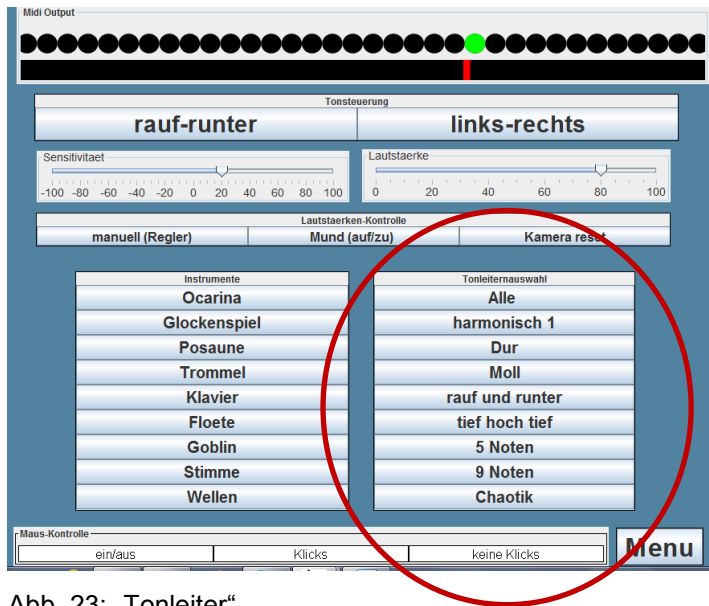 Midi Output
Tonsteuerung
rauf-runter links-rechts
Sensitivitaet
-100 -80 -60 -40 -20 0 20 40 60 80 100
Lautstaerke
0 20 40 60 80 100
Lautstaerken-Kontrolle
manuell (Regler) Mund (auf/zu) Kamera reset
Instrumente
Ocarina
Glockenspiel
Posaune
Trommel
Klavier
Floete
Goblin
Stimme
Wellen
Tonleiternauswahl
Alle
harmonisch 1
Dur
Moll
rauf und runter
tief hoch tief
5 Noten
9 Noten
Chaotik
Maus-Kontrolle
ein/aus Klicks keine Klicks
Menu
Abb. 23: „Tonleiter“